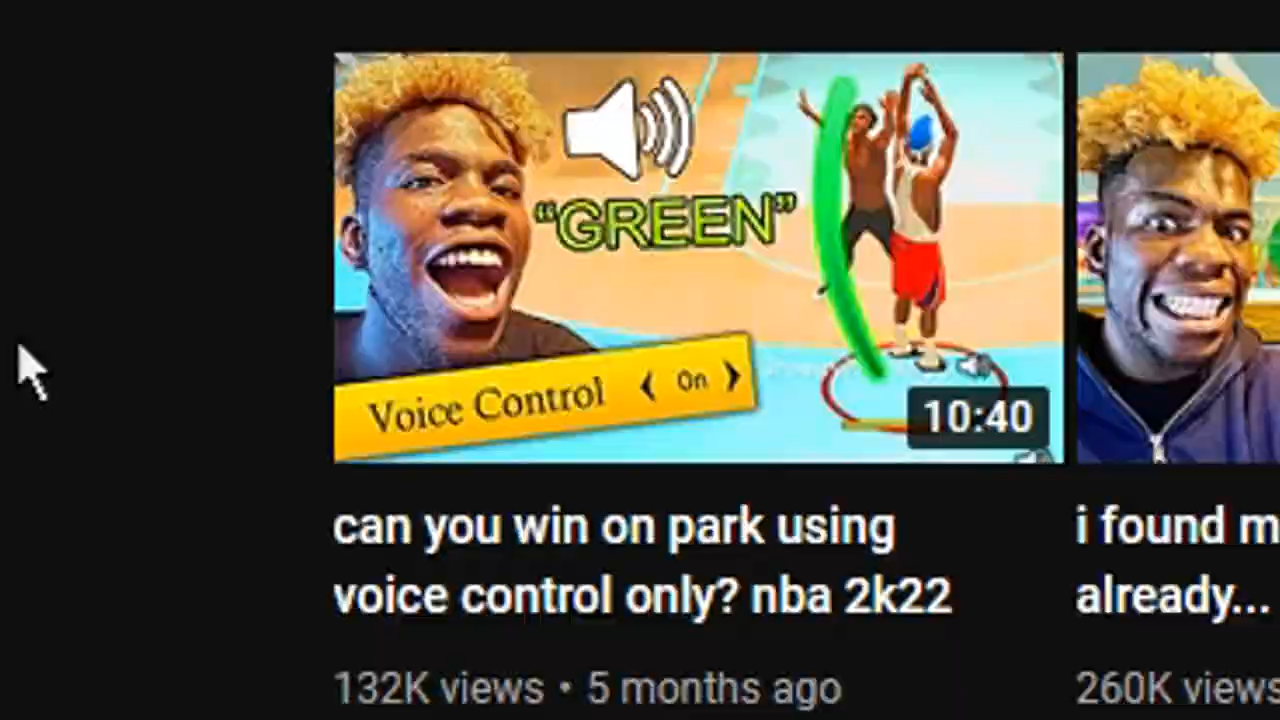 "GREEN"
Voice Control < On >
10:40
can you win on park using
voice control only? nba 2k22
132K views • 5 months ago
i found m
already...
260K views